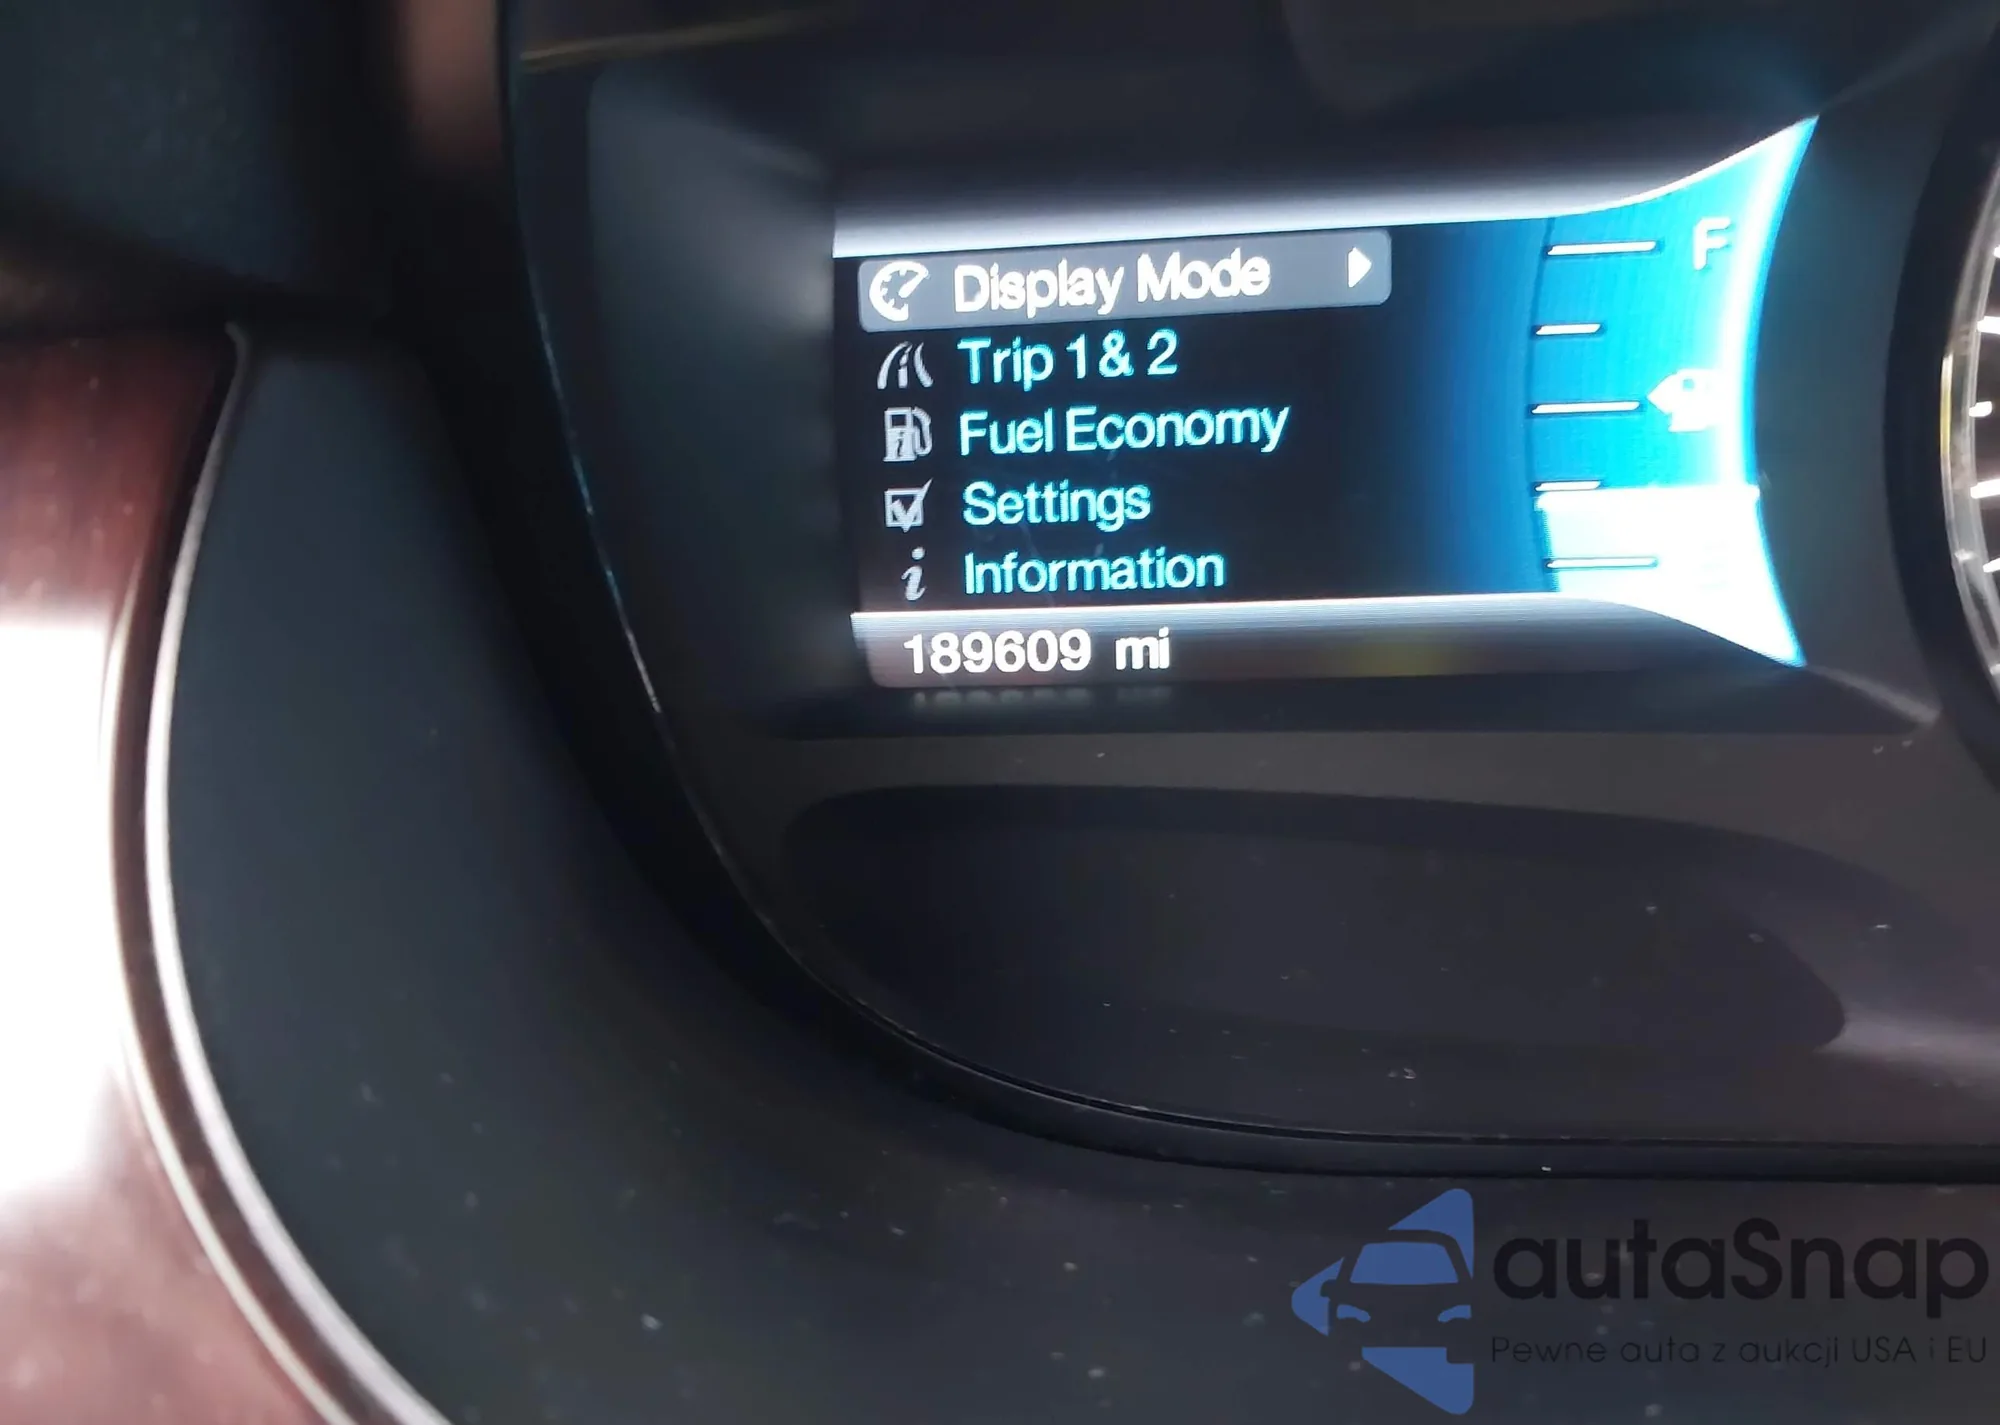 Display Mode
F
Trip 1 & 2
Fuel Economy
Settings
Information
189609 mi
autaSnap
Pewne auta z aukcji USA i EU